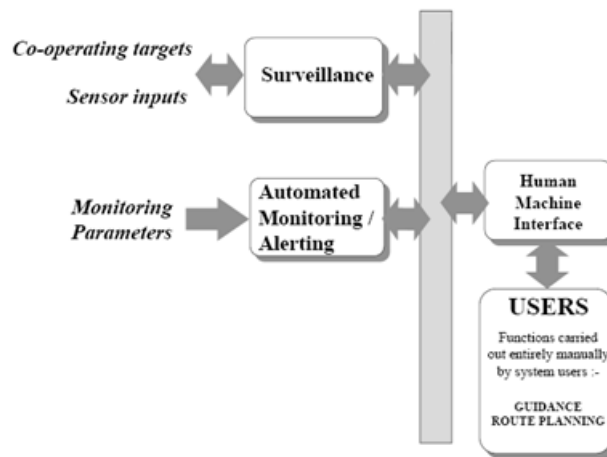 Co-operating targets
Sensor inputs
Surveillance
Monitoring
Parameters
Automated
Monitoring /
Alerting
Human
Machine
Interface
USERS
Functions carried
out entirely manually
by system users :-
GUIDANCE
ROUTE PLANNING